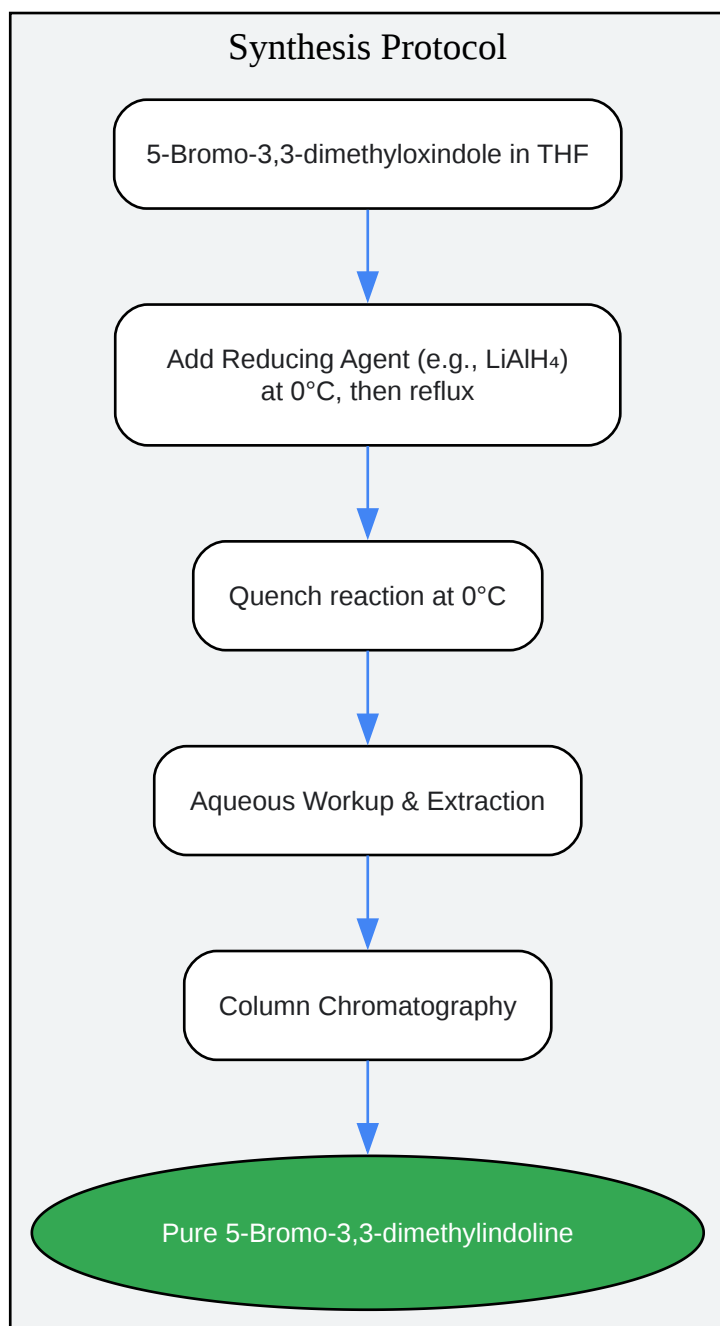 Synthesis Protocol
5-Bromo-3,3-dimethyloxindole in THF
Add Reducing Agent (e.g., LiAlH₄)
at 0°C, then reflux
Quench reaction at 0°C
Aqueous Workup & Extraction
Column Chromatography
Pure 5-Bromo-3,3-dimethylindoline